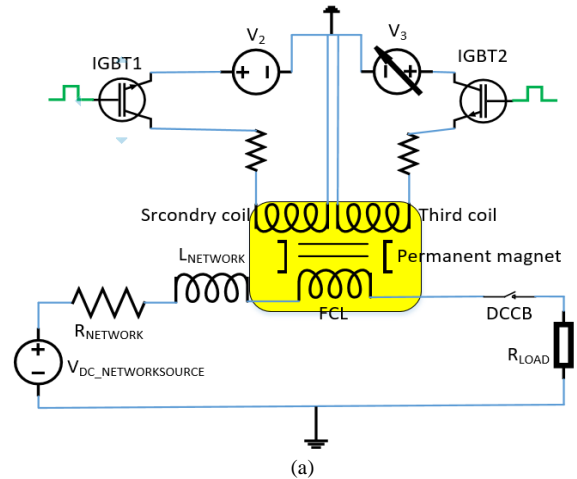 V2 V3
IGBT1 IGBT2
Srcondry coil Third coil
LNETWORK Permanent magnet
FCL DCCB
RNETWORK
VDC_NETWORKSOURCE RLOAD
(a)